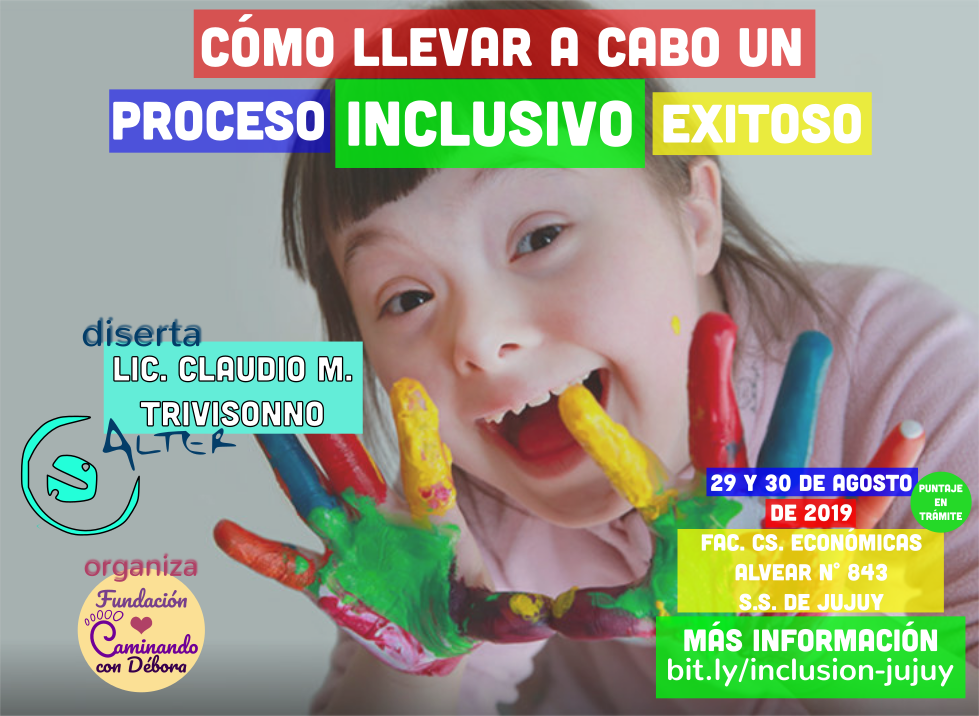 CÓMO LLEVAR A CABO UN
PROCESO INCLUSIVO EXITOSO
diserta
LIC. CLAUDIO M.
TRIVISONNO
ALTER
S
organiza
Fundación
Caminando
con Débora
29 Y 30 DE AGOSTO
DE 2019
PUNTAJE
EN
TRÁMITE
FAC. CS. ECONÓMICAS
ALVEAR N° 843
S.S. DE JUJUY
MÁS INFORMACIÓN
bit.ly/inclusion-jujuy